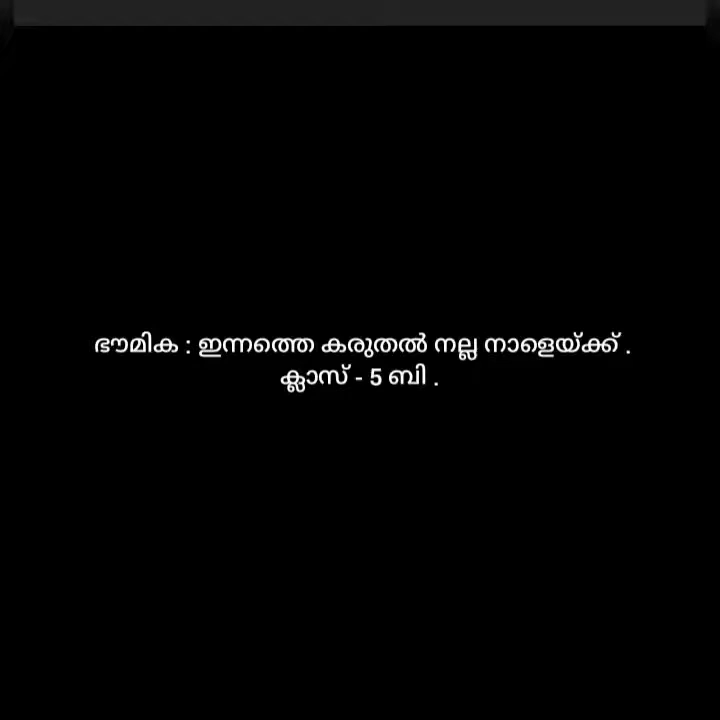 ഭൗമിക : ഇന്നത്തെ കരുതൽ നല്ല നാളെയ്ക്ക് .
ക്ലാസ് - 5 ബി .